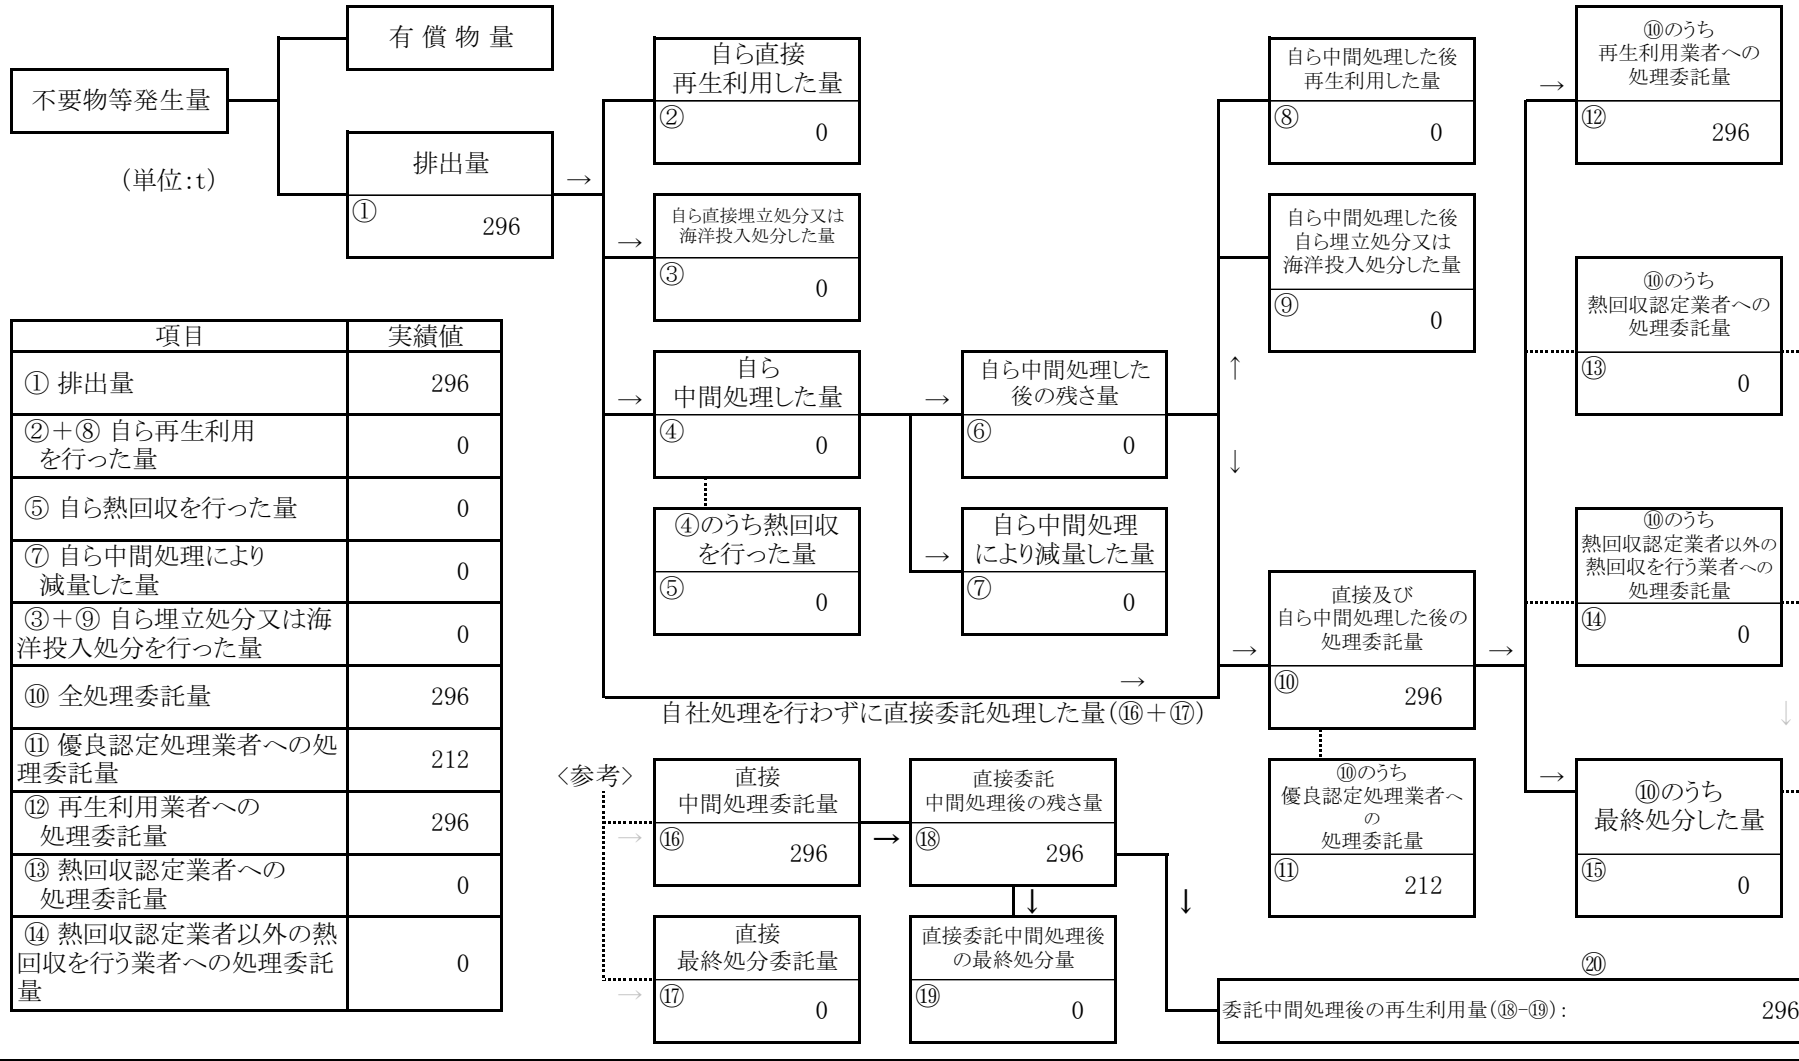 有 償 物 量
不要物等発生量
(単位:t)
排出量
①
296
→
自ら直接
再生利用した量
②
0
→
自ら直接埋立処分又は
海洋投入処分した量
③
0
→
自ら
中間処理した量
④
0
④のうち熱回収
を行った量
⑤
0
→
自ら中間処理した
後の残さ量
⑥
0
→
自ら中間処理
により減量した量
⑦
0
↑
↓
自ら中間処理した後
再生利用した量
⑧
0
自ら中間処理した後
自ら埋立処分又は
海洋投入処分した量
⑨
0
→
自社処理を行わずに直接委託処理した量(⑯+⑰)
→
直接及び
自ら中間処理した後の
処理委託量
⑩
296
⑩のうち
優良認定処理業者へ
の
処理委託量
⑪
212
→
→
⑩のうち
再生利用業者への
処理委託量
⑫
296
⑩のうち
熱回収認定業者への
処理委託量
⑬
0
⑩のうち
熱回収認定業者以外の
熱回収を行う業者への
処理委託量
⑭
0
↓
→
⑩のうち
最終処分した量
⑮
0
項目 実績値
① 排出量 296
②+⑧ 自ら再生利用
を行った量 0
⑤ 自ら熱回収を行った量 0
⑦ 自ら中間処理により
減量した量 0
③+⑨ 自ら埋立処分又は海
洋投入処分を行った量 0
⑩ 全処理委託量 296
⑪ 優良認定処理業者への処
理委託量 212
⑫ 再生利用業者への
処理委託量 296
⑬ 熱回収認定業者への
処理委託量 0
⑭ 熱回収認定業者以外の熱
回収を行う業者への処理委託
量 0
<参考>
→
直接
中間処理委託量
⑯
296
→
直接委託
中間処理後の残さ量
⑱
296
↓
↓
→
直接
最終処分委託量
⑰
0
直接委託中間処理後
の最終処分量
⑲
0
⑳
委託中間処理後の再生利用量(⑱-⑲): 296